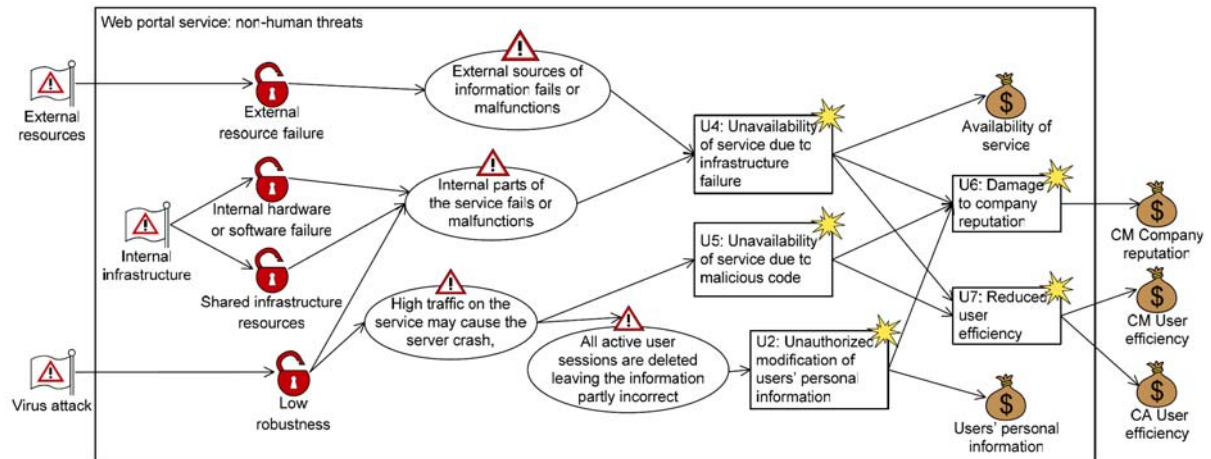 Web portal service: non-human threats
External
resources
External
resource failure
External sources of
information fails or
malfunctions
U4: Unavailability
of service due to
infrastructure
failure
$
Availability of
service
Internal
infrastructure
Internal hardware
or software failure
Shared infrastructure
resources
Internal parts of
the service fails or
malfunctions
U5: Unavailability
of service due to
malicious code
U6: Damage
to company
reputation
$
CM Company
reputation
Virus attack
Low
robustness
High traffic on the
service may cause the
server crash,
All active user
sessions are deleted
leaving the information
partly incorrect
U2: Unauthorized
modification of
users' personal
information
U7: Reduced
user
efficiency
$
CM User
efficiency
$
Users' personal
information
$
CA User
efficiency